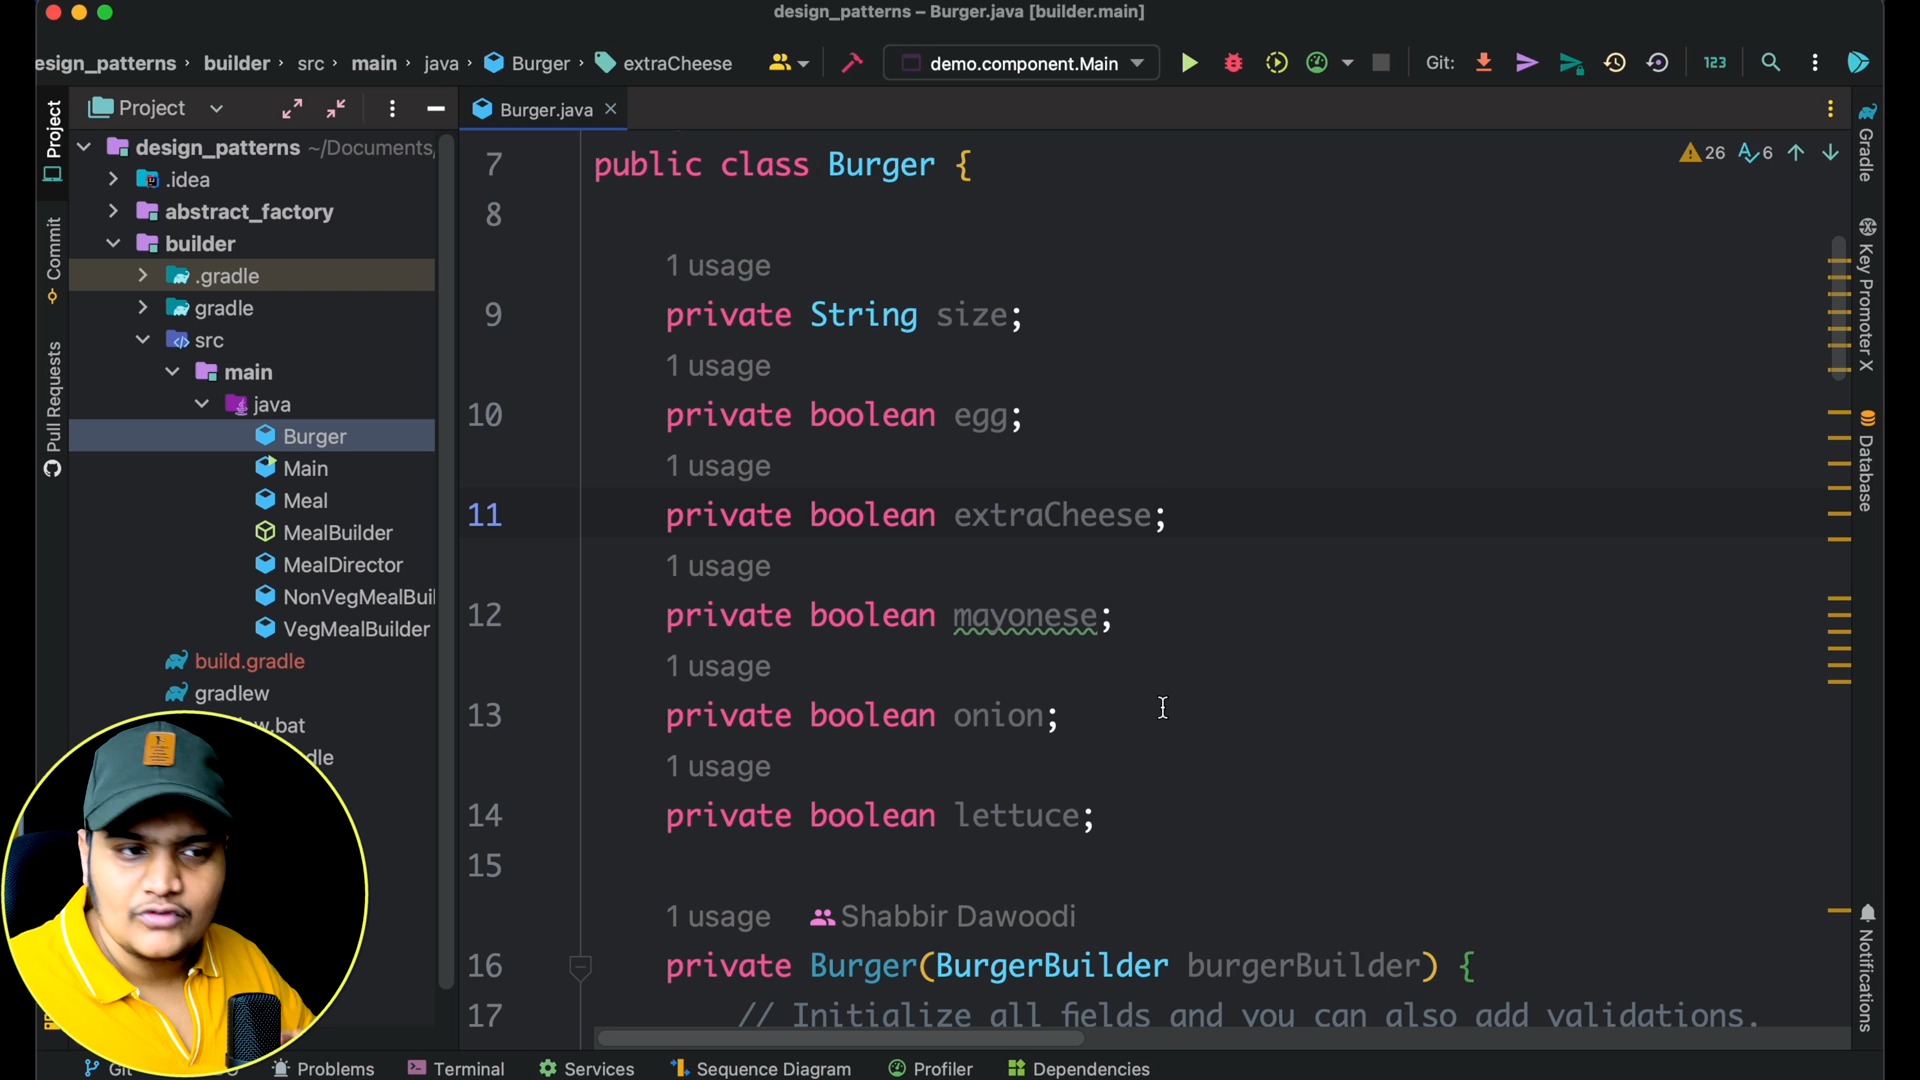 design_patterns – Burger.java [builder.main]
esign_patterns › builder › src › main › java › Burger › extraCheese
demo.component.Main
Git:
123
Project
Burger.java
Project
Commit
Pull Requests
design_patterns ~/Documents,
.idea
abstract_factory
builder
.gradle
gradle
src
main
java
Burger
Main
Meal
MealBuilder
MealDirector
NonVegMealBuil
VegMealBuilder
build.gradle
gradlew
w.bat
dle
26 6
7 public class Burger {
8
1 usage
9 private String size;
1 usage
10 private boolean egg;
1 usage
11 private boolean extraCheese;
1 usage
12 private boolean mayonese;
1 usage
13 private boolean onion;
1 usage
14 private boolean lettuce;
15
1 usage Shabbir Dawoodi
16 private Burger(BurgerBuilder burgerBuilder) {
17 // Initialize all fields and you can also add validations.
Gradle
Key Promoter X
Database
Notifications
Problems Terminal Services Sequence Diagram Profiler Dependencies